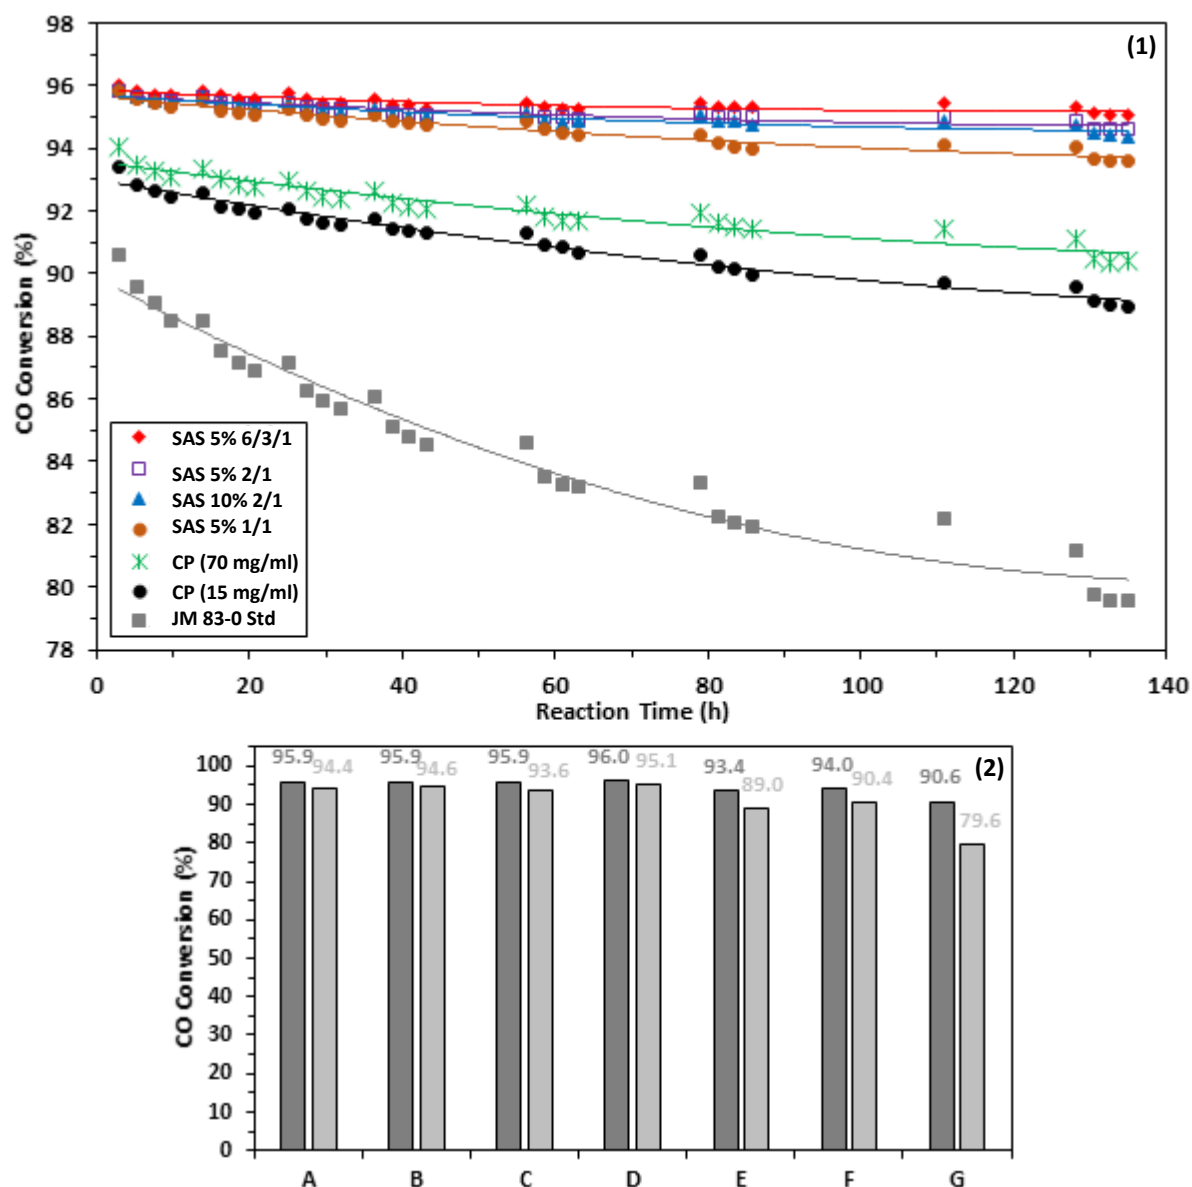 98
(1)
96
94
92
90
88
86
84
82
80
78
CO Conversion (%)
SAS 5% 6/3/1
SAS 5% 2/1
SAS 10% 2/1
SAS 5% 1/1
CP (70 mg/ml)
CP (15 mg/ml)
JM 83-0 Std
0 20 40 60 80 100 120 140
Reaction Time (h)
(2)
95.9 94.4 95.9 94.6 95.9 93.6 96.0 95.1 93.4 89.0 94.0 90.4 90.6 79.6
100
90
80
70
60
50
40
30
20
10
0
CO Conversion (%)
A B C D E F G